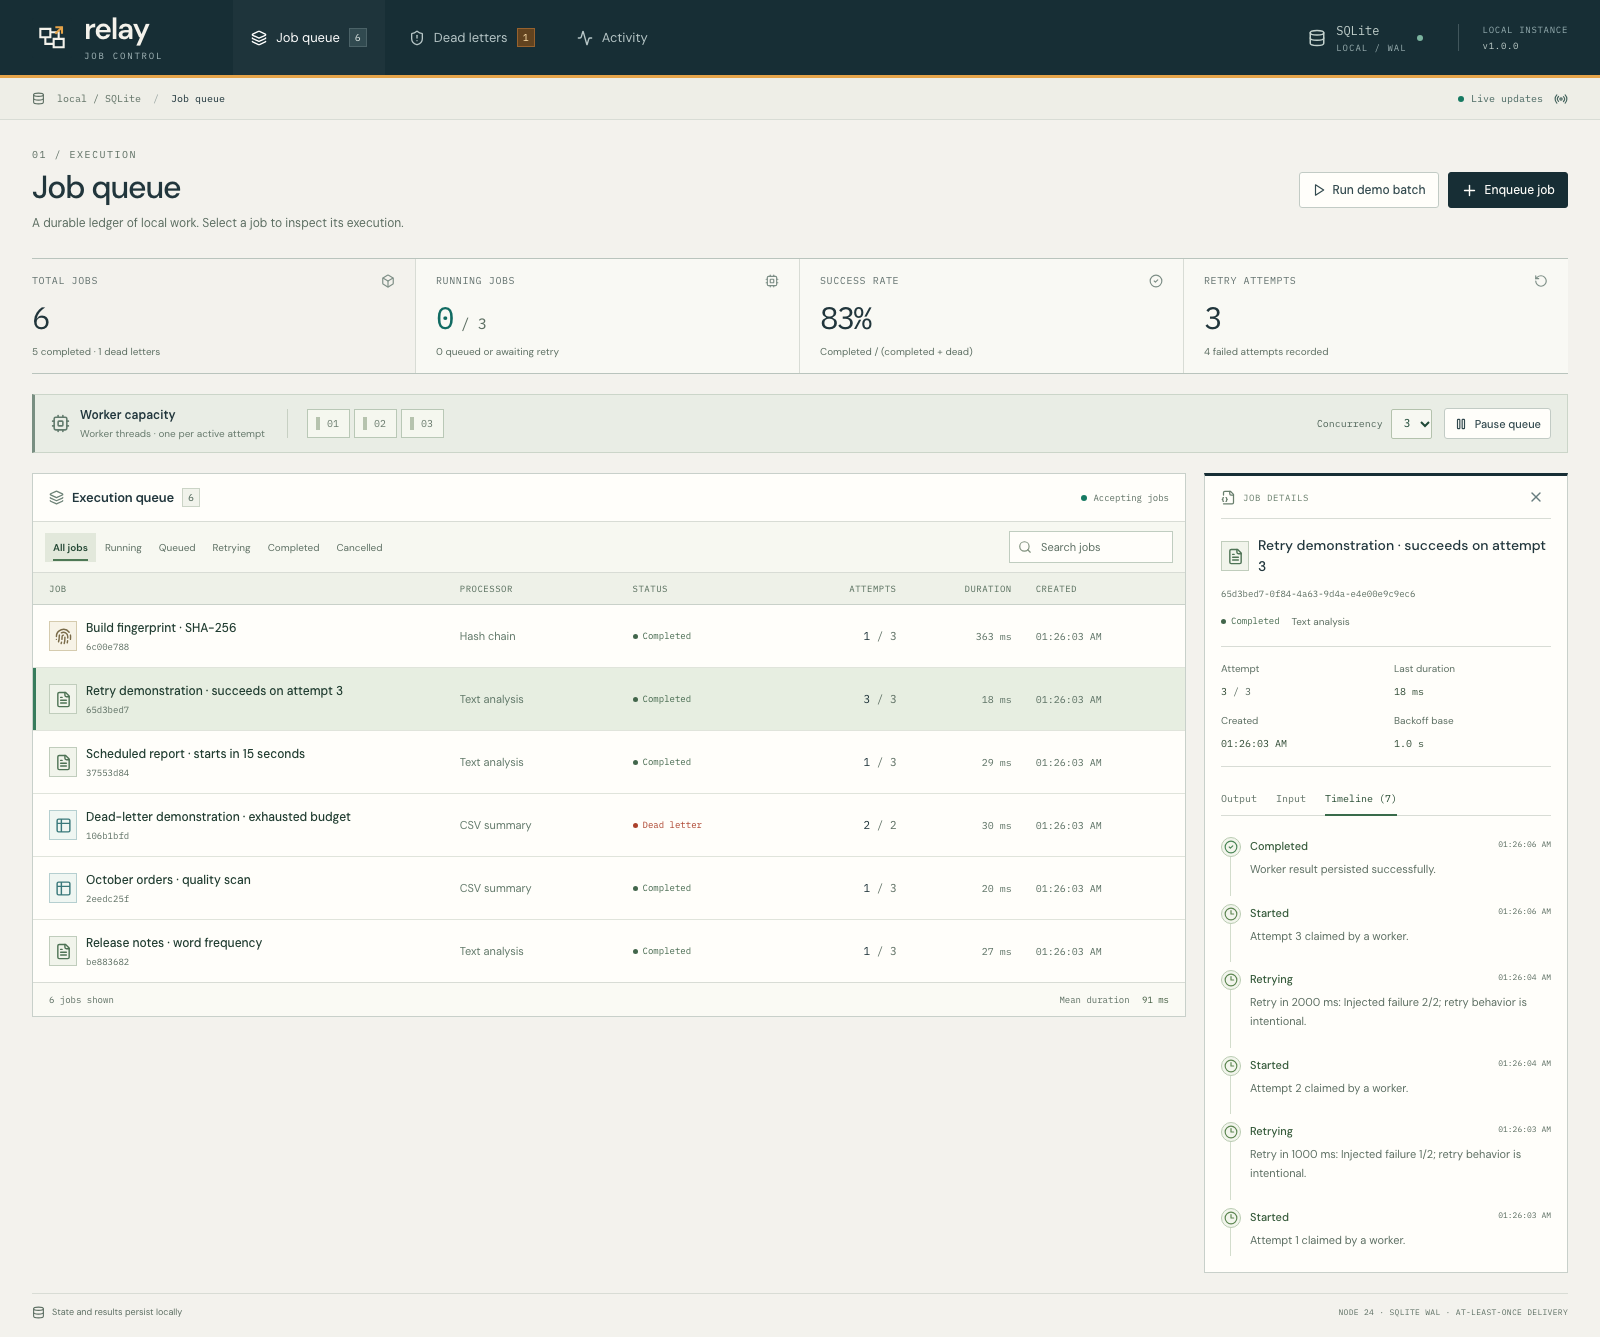 relay
JOB CONTROL
Job queue 6
Dead letters 1
Activity
SQLite
LOCAL / WAL
LOCAL INSTANCE
v1.0.0
local / SQLite / Job queue
Live updates
01 / EXECUTION
Job queue
A durable ledger of local work. Select a job to inspect its execution.
Run demo batch
Enqueue job
TOTAL JOBS
6
5 completed · 1 dead letters
RUNNING JOBS
0 / 3
0 queued or awaiting retry
SUCCESS RATE
83%
Completed / (completed + dead)
RETRY ATTEMPTS
3
4 failed attempts recorded
Worker capacity
Worker threads · one per active attempt
01 02 03
Concurrency 3
Pause queue
Execution queue 6
Accepting jobs
All jobs Running Queued Retrying Completed Cancelled
Search jobs
JOB PROCESSOR STATUS ATTEMPTS DURATION CREATED
Build fingerprint · SHA-256
6c00e788
Hash chain Completed 1 / 3 363 ms 01:26:03 AM
Retry demonstration · succeeds on attempt 3
65d3bed7
Text analysis Completed 3 / 3 18 ms 01:26:03 AM
Scheduled report · starts in 15 seconds
37553d84
Text analysis Completed 1 / 3 29 ms 01:26:03 AM
Dead-letter demonstration · exhausted budget
106b1bfd
CSV summary Dead letter 2 / 2 30 ms 01:26:03 AM
October orders · quality scan
2eedc25f
CSV summary Completed 1 / 3 20 ms 01:26:03 AM
Release notes · word frequency
be883682
Text analysis Completed 1 / 3 27 ms 01:26:03 AM
6 jobs shown
Mean duration 91 ms
JOB DETAILS
Retry demonstration · succeeds on attempt
3
65d3bed7-0f84-4a63-9d4a-e4e00e9c9ec6
Completed Text analysis
Attempt Last duration
3 / 3 18 ms
Created Backoff base
01:26:03 AM 1.0 s
Output Input Timeline (7)
Completed 01:26:06 AM
Worker result persisted successfully.
Started 01:26:06 AM
Attempt 3 claimed by a worker.
Retrying 01:26:04 AM
Retry in 2000 ms: Injected failure 2/2; retry behavior is
intentional.
Started 01:26:04 AM
Attempt 2 claimed by a worker.
Retrying 01:26:03 AM
Retry in 1000 ms: Injected failure 1/2; retry behavior is
intentional.
Started 01:26:03 AM
Attempt 1 claimed by a worker.
State and results persist locally
NODE 24 · SQLITE WAL · AT-LEAST-ONCE DELIVERY